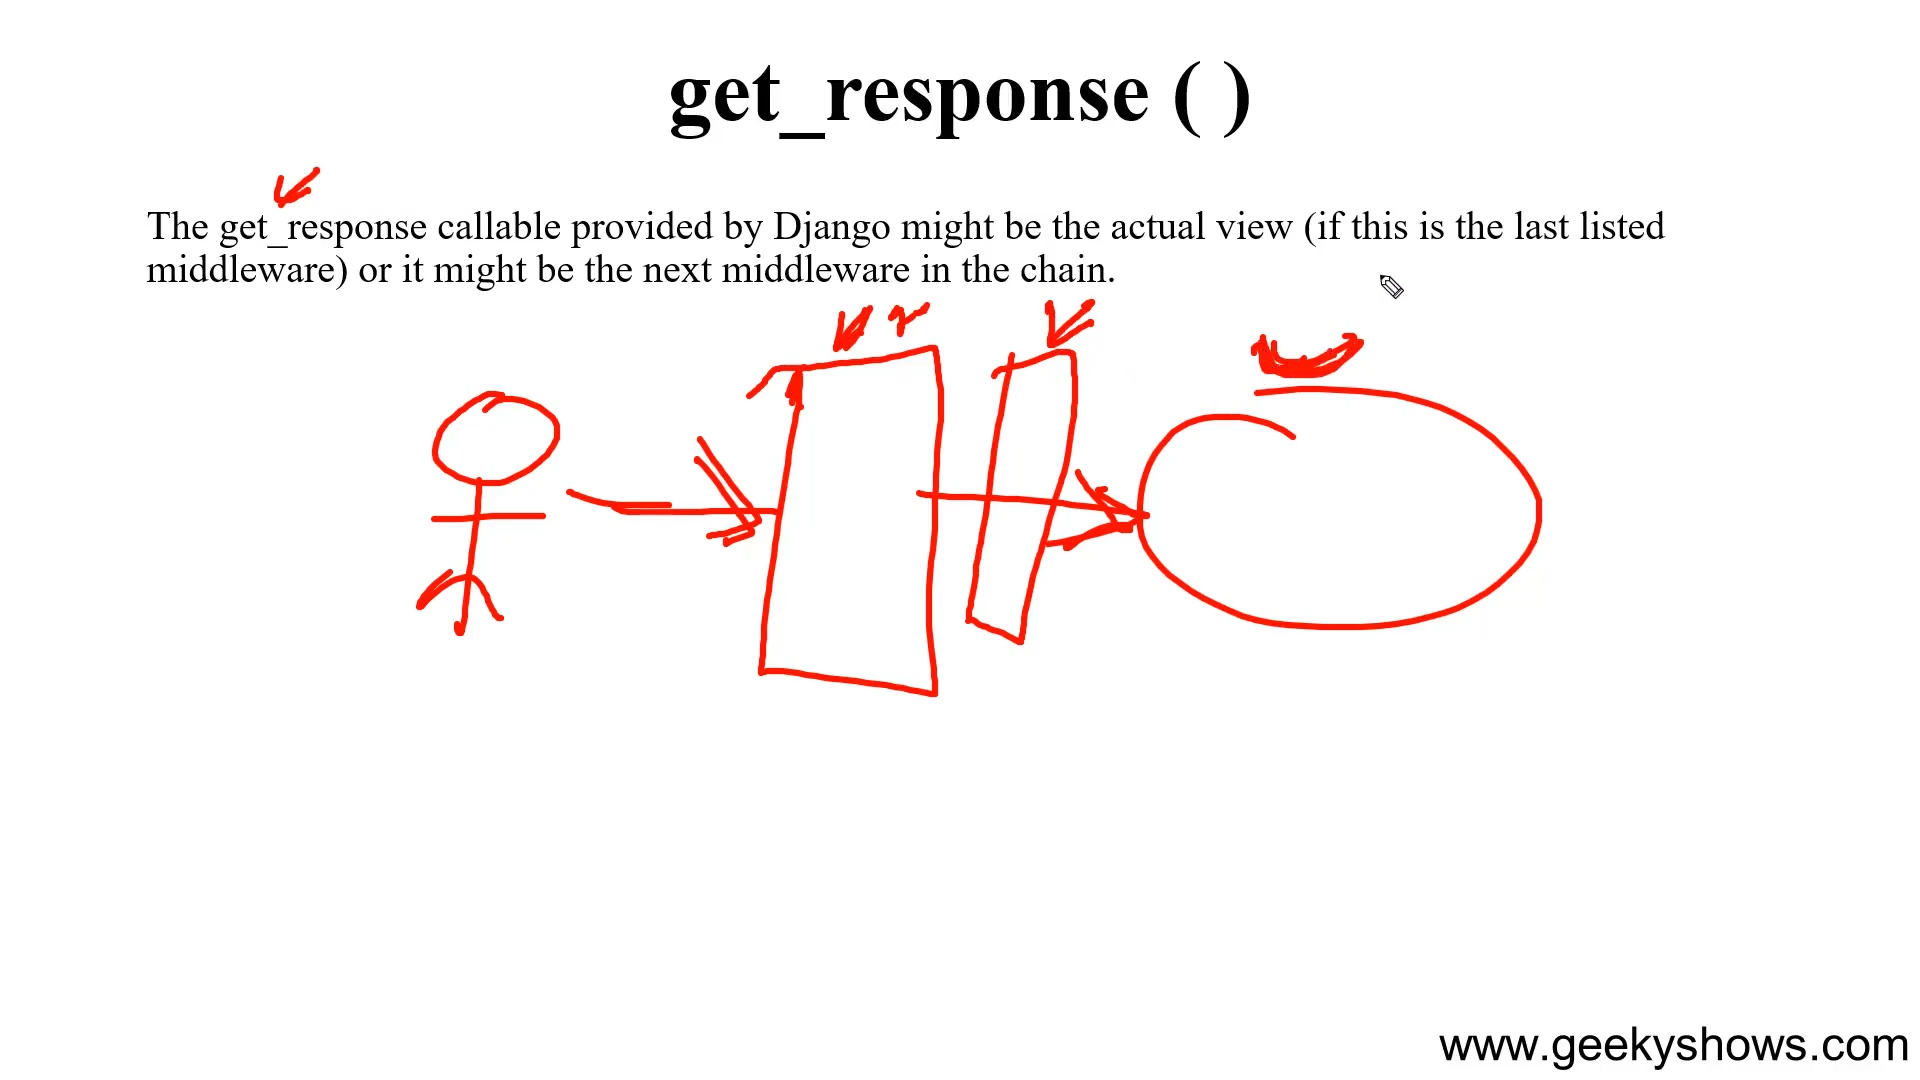 get_response ( )
The get_response callable provided by Django might be the actual view (if this is the last listed
middleware) or it might be the next middleware in the chain.
www.geekyshows.com